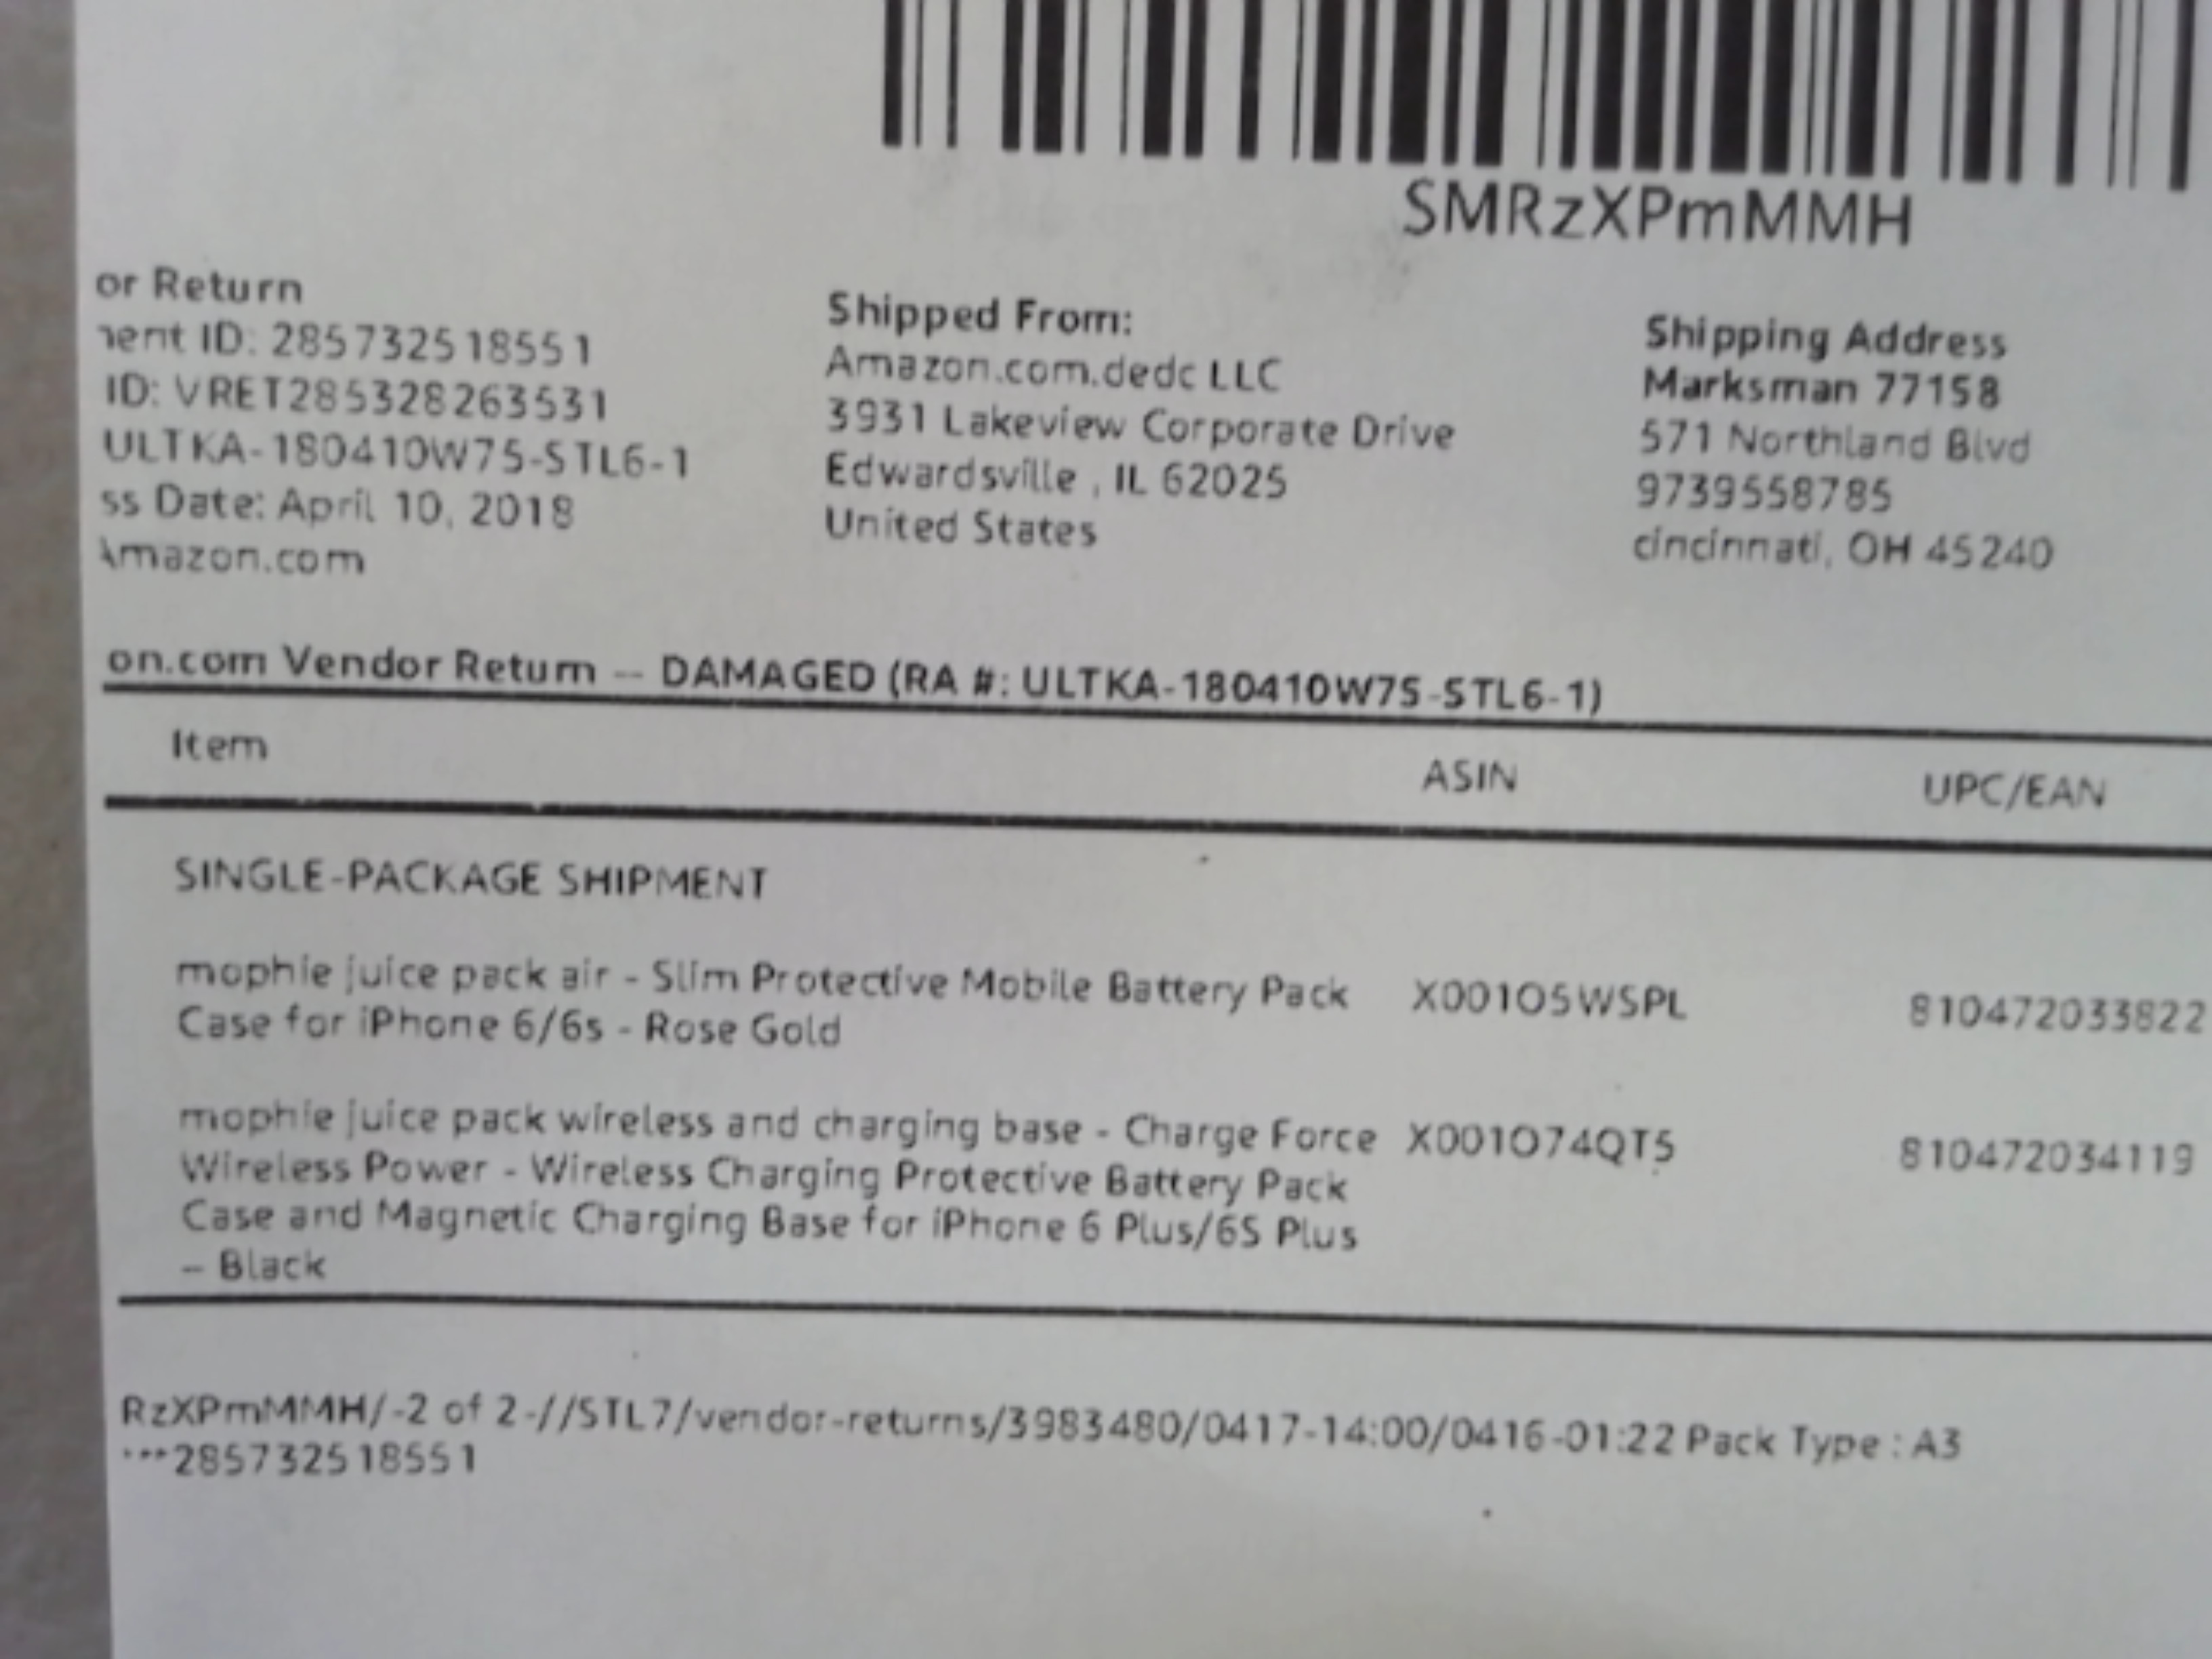 SMRzXPmMMH
or Return
ent ID: 285732518551
ID: VRET285328263531
ULTKA-180410W75-STL6-1
ss Date: April 10, 2018
Amazon.com
Shipped From:
Amazon.com.dedc LLC
3931 Lakeview Corporate Drive
Edwardsville , IL 62025
United States
Shipping Address
Marksman 77158
571 Northland Blvd
9739558785
cincinnati, OH 45240
on.com Vendor Return -- DAMAGED (RA #: ULTKA-180410W75-STL6-1)
Item ASIN UPC/EAN
SINGLE-PACKAGE SHIPMENT
mophie juice pack air - Slim Protective Mobile Battery Pack X001O5WSPL 810472033822
Case for iPhone 6/6s - Rose Gold
mophie juice pack wireless and charging base - Charge Force X001O74QT5 810472034119
Wireless Power - Wireless Charging Protective Battery Pack
Case and Magnetic Charging Base for iPhone 6 Plus/6S Plus
– Black
RzXPmMMH/-2 of 2-//STL7/vendor-returns/3983480/0417-14:00/0416-01:22 Pack Type : A3
***285732518551